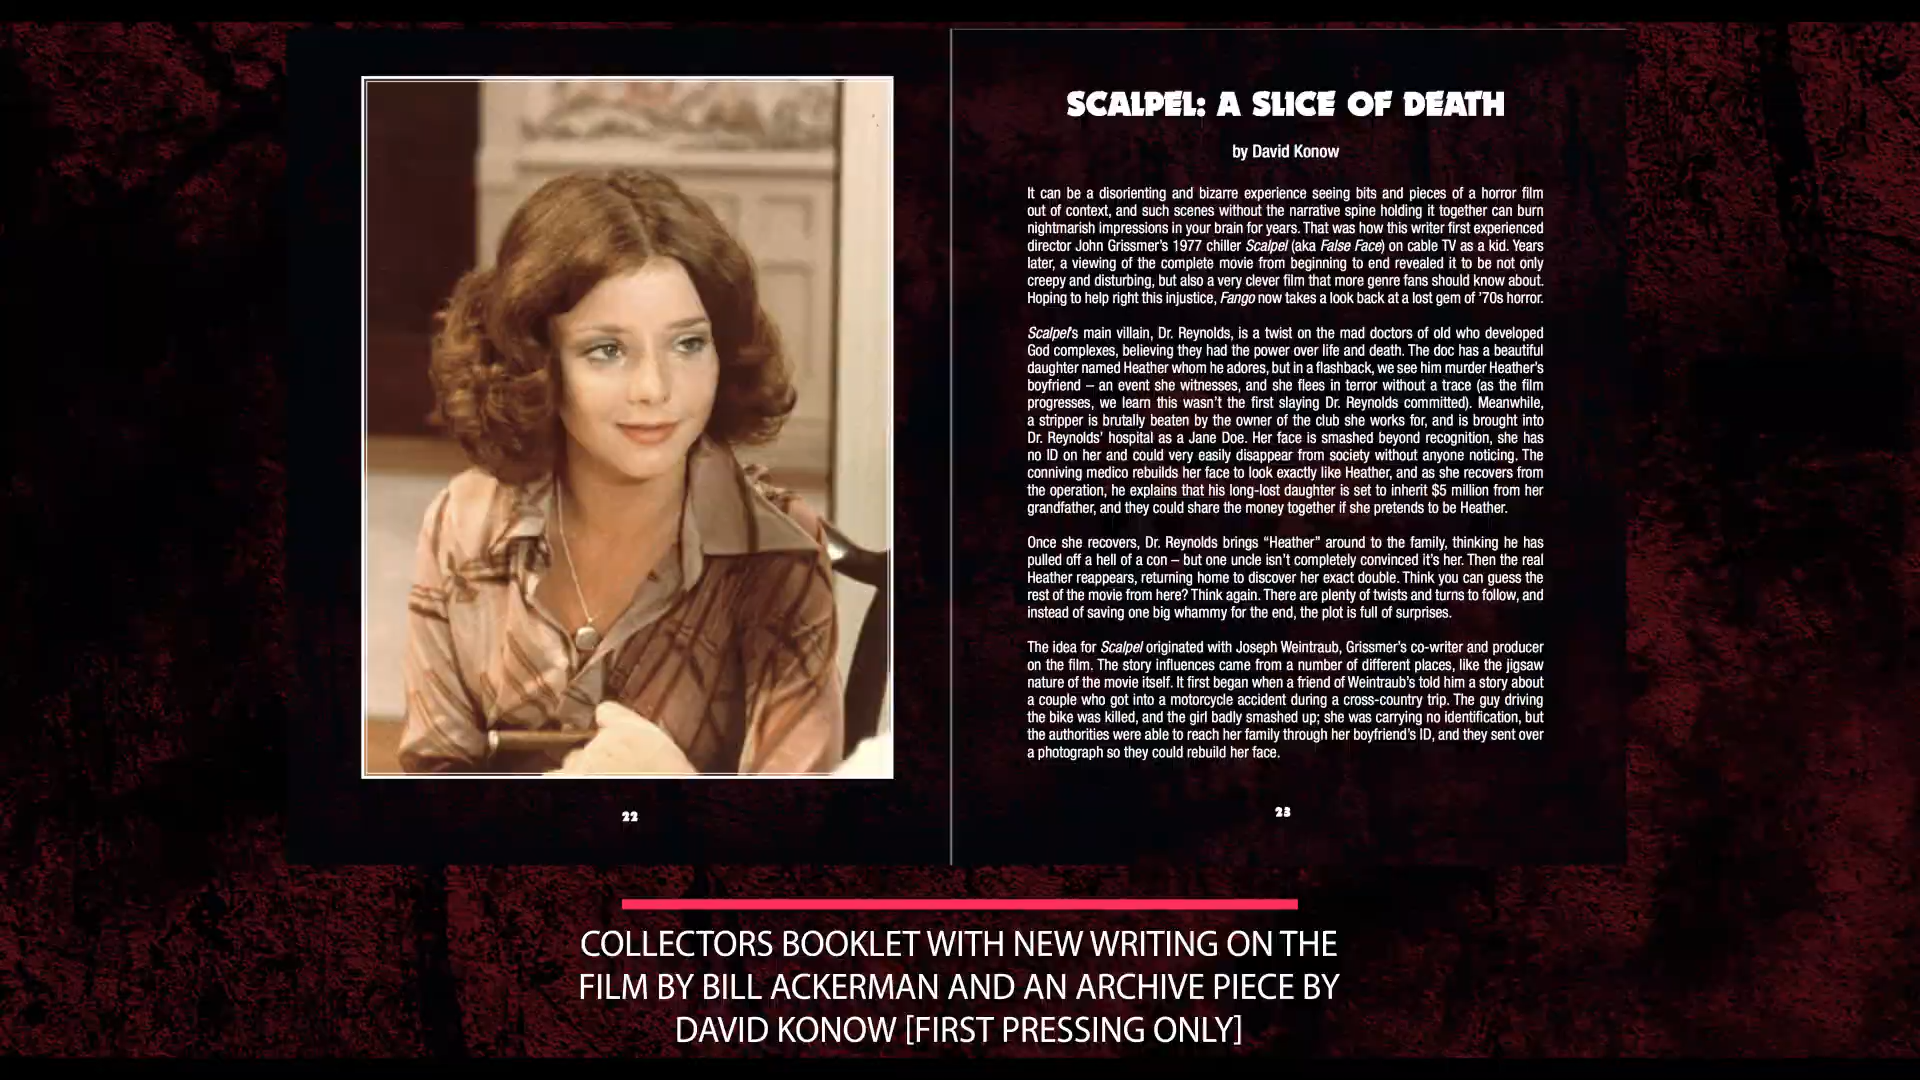 22
SCALPEL: A SLICE OF DEATH
by David Konow
It can be a disorienting and bizarre experience seeing bits and pieces of a horror film
out of context, and such scenes without the narrative spine holding it together can burn
nightmarish impressions in your brain for years. That was how this writer first experienced
director John Grissmer's 1977 chiller Scalpel (aka False Face) on cable TV as a kid. Years
later, a viewing of the complete movie from beginning to end revealed it to be not only
creepy and disturbing, but also a very clever film that more genre fans should know about.
Hoping to help right this injustice, Fango now takes a look back at a lost gem of '70s horror.
Scalpel's main villain, Dr. Reynolds, is a twist on the mad doctors of old who developed
God complexes, believing they had the power over life and death. The doc has a beautiful
daughter named Heather whom he adores, but in a flashback, we see him murder Heather's
boyfriend – an event she witnesses, and she flees in terror without a trace (as the film
progresses, we learn this wasn't the first slaying Dr. Reynolds committed). Meanwhile,
a stripper is brutally beaten by the owner of the club she works for, and is brought into
Dr. Reynolds' hospital as a Jane Doe. Her face is smashed beyond recognition, she has
no ID on her and could very easily disappear from society without anyone noticing. The
conniving medico rebuilds her face to look exactly like Heather, and as she recovers from
the operation, he explains that his long-lost daughter is set to inherit $5 million from her
grandfather, and they could share the money together if she pretends to be Heather.
Once she recovers, Dr. Reynolds brings “Heather” around to the family, thinking he has
pulled off a hell of a con – but one uncle isn't completely convinced it's her. Then the real
Heather reappears, returning home to discover her exact double. Think you can guess the
rest of the movie from here? Think again. There are plenty of twists and turns to follow, and
instead of saving one big whammy for the end, the plot is full of surprises.
The idea for Scalpel originated with Joseph Weintraub, Grissmer's co-writer and producer
on the film. The story influences came from a number of different places, like the jigsaw
nature of the movie itself. It first began when a friend of Weintraub's told him a story about
a couple who got into a motorcycle accident during a cross-country trip. The guy driving
the bike was killed, and the girl badly smashed up; she was carrying no identification, but
the authorities were able to reach her family through her boyfriend's ID, and they sent over
a photograph so they could rebuild her face.
23
COLLECTORS BOOKLET WITH NEW WRITING ON THE
FILM BY BILL ACKERMAN AND AN ARCHIVE PIECE BY
DAVID KONOW [FIRST PRESSING ONLY]